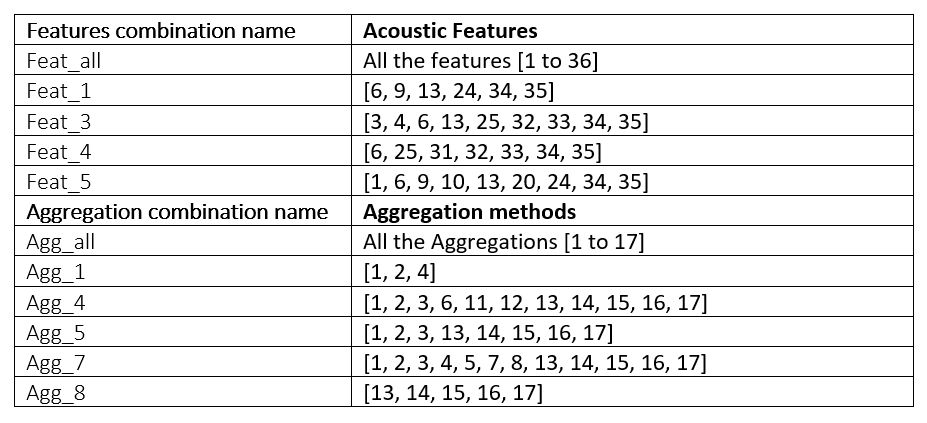 Features combination name Acoustic Features
Feat_all All the features [1 to 36]
Feat_1 [6, 9, 13, 24, 34, 35]
Feat_3 [3, 4, 6, 13, 25, 32, 33, 34, 35]
Feat_4 [6, 25, 31, 32, 33, 34, 35]
Feat_5 [1, 6, 9, 10, 13, 20, 24, 34, 35]
Aggregation combination name Aggregation methods
Agg_all All the Aggregations [1 to 17]
Agg_1 [1, 2, 4]
Agg_4 [1, 2, 3, 6, 11, 12, 13, 14, 15, 16, 17]
Agg_5 [1, 2, 3, 13, 14, 15, 16, 17]
Agg_7 [1, 2, 3, 4, 5, 7, 8, 13, 14, 15, 16, 17]
Agg_8 [13, 14, 15, 16, 17]